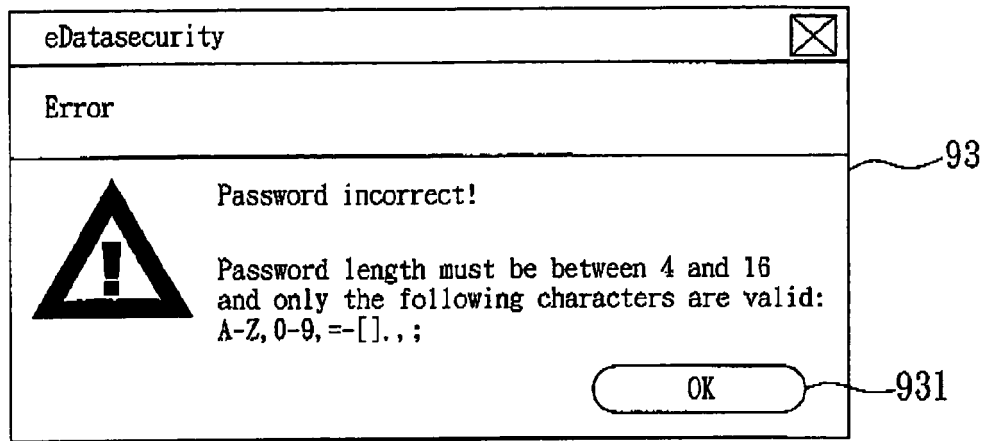 eDatasecurity
Error
93
Password incorrect!
Password length must be between 4 and 16
and only the following characters are valid:
A-Z, 0-9, =-[]., ;
OK
931